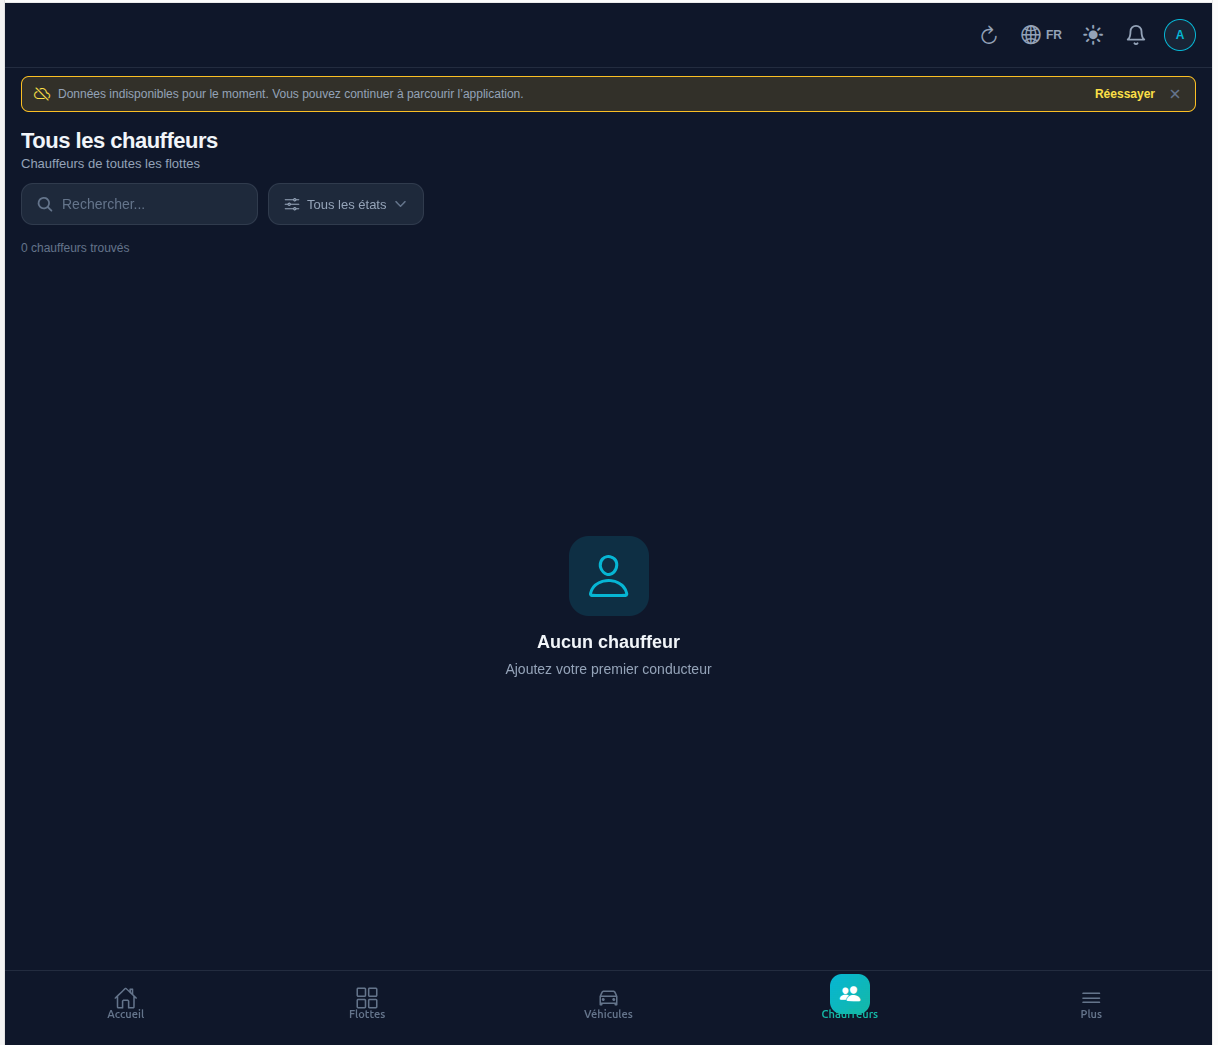 FR
A
Données indisponibles pour le moment. Vous pouvez continuer à parcourir l'application.
Réessayer
Tous les chauffeurs
Chauffeurs de toutes les flottes
Rechercher...
Tous les états
0 chauffeurs trouvés
Aucun chauffeur
Ajoutez votre premier conducteur
Accueil
Flottes
Véhicules
Chauffeurs
Plus